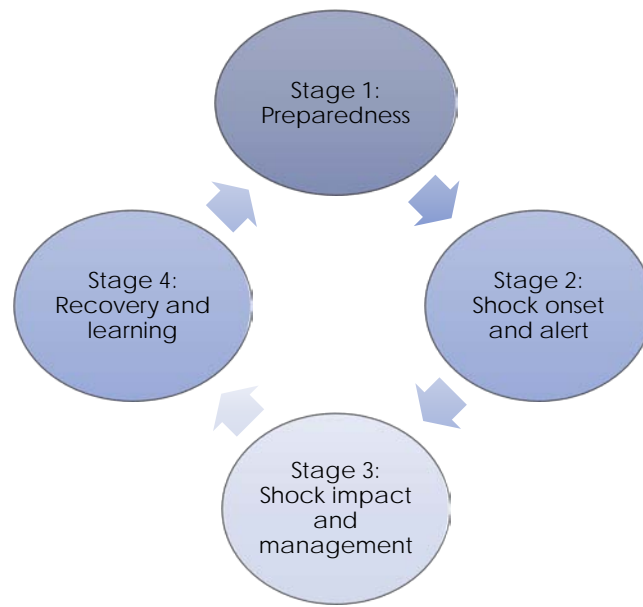 Stage 1:
Preparedness
Stage 2:
Shock onset
and alert
Stage 3:
Shock impact
and
management
Stage 4:
Recovery and
learning